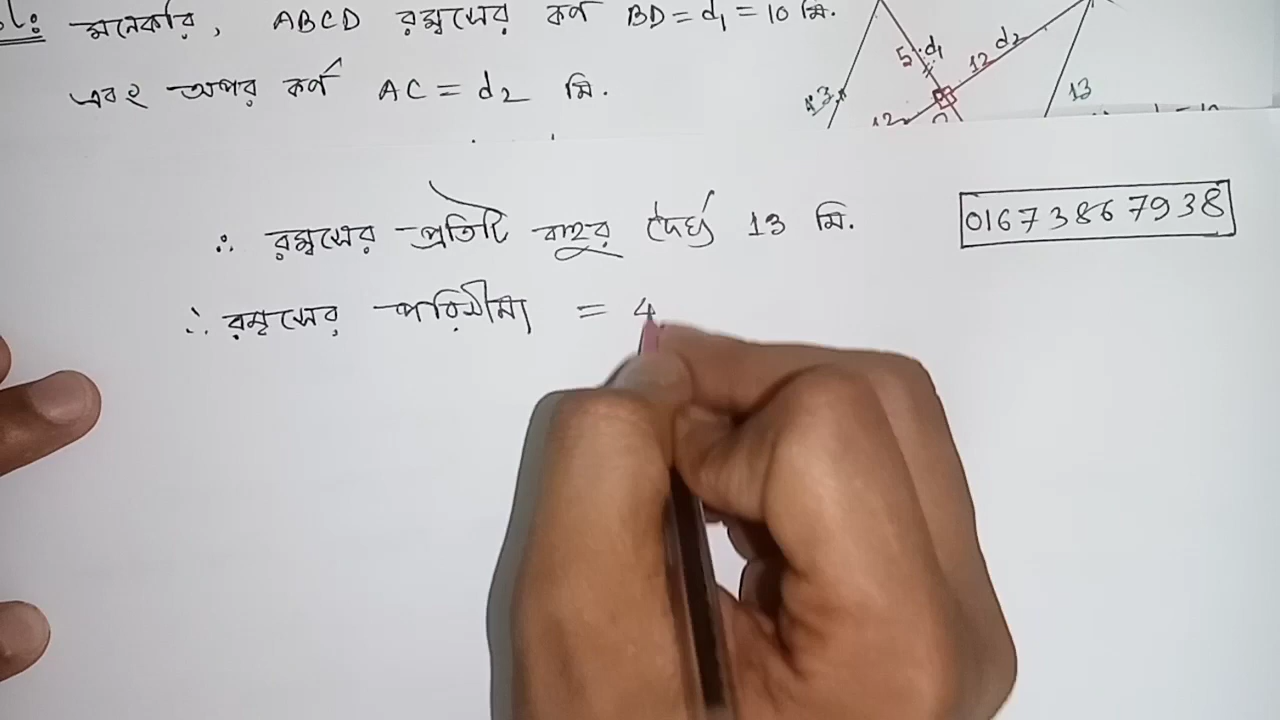 মনেকরি, ABCD রম্বসের কর্ণ BD = d₁ = 10 মি.
এবং অপর কর্ণ AC = d₂ মি.
5 d₁ 12 d₂
13 12 13
∴ রম্বসের প্রতিটি বাহুর দৈর্ঘ্য 13 মি.
01673867938
∴ রম্বসের পরিসীমা = 4